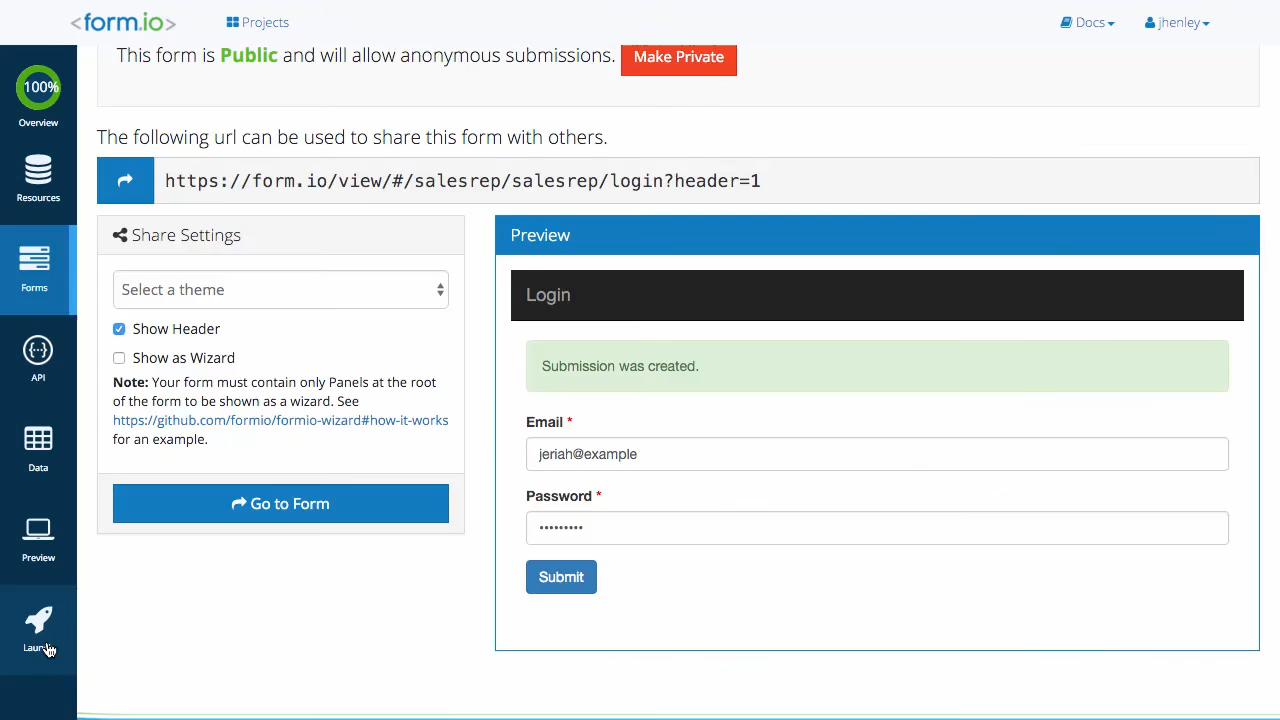 <form.io>
Projects
Docs
jhenley
100%
Overview
Resources
Forms
API
Data
Preview
This form is Public and will allow anonymous submissions.
Make Private
The following url can be used to share this form with others.
https://form.io/view/#/salesrep/salesrep/login?header=1
Share Settings
Select a theme
Show Header
Show as Wizard
Note: Your form must contain only Panels at the root
of the form to be shown as a wizard. See
https://github.com/formio/formio-wizard#how-it-works
for an example.
Go to Form
Preview
Login
Submission was created.
Email *
jeriah@example
Password *
•••••••••
Submit